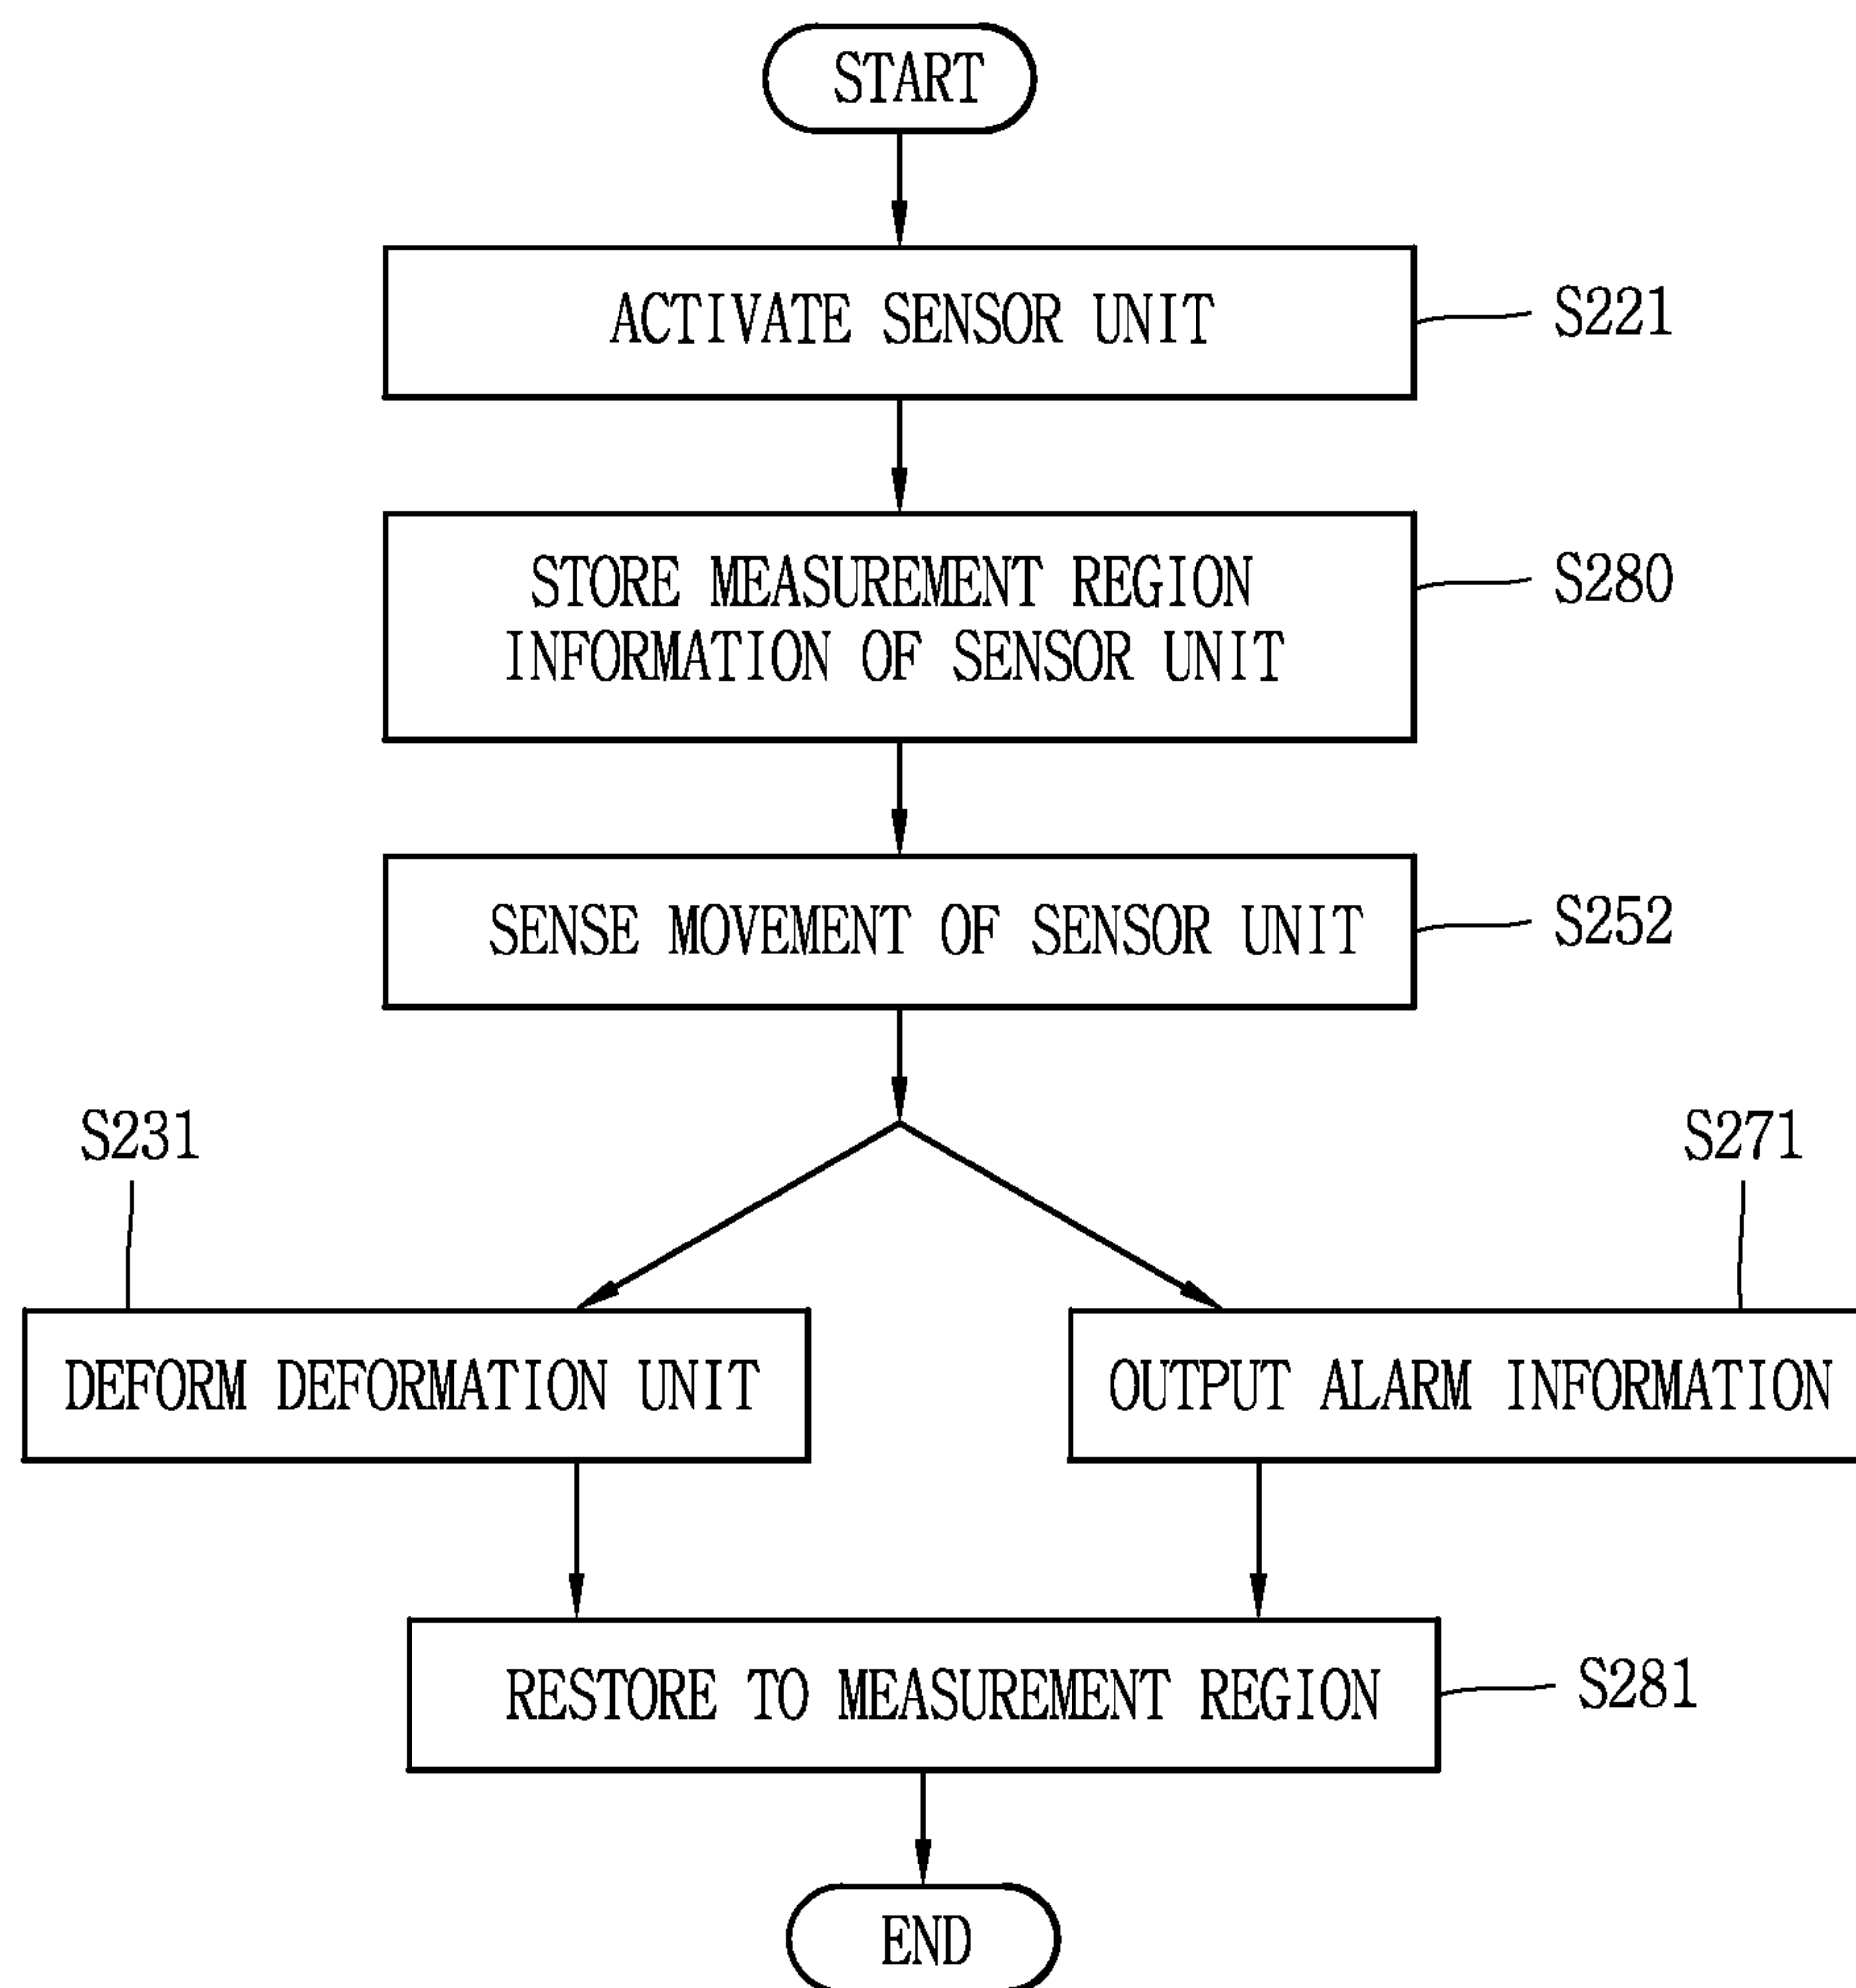 START
ACTIVATE SENSOR UNIT
S221
STORE MEASUREMENT REGION
INFORMATION OF SENSOR UNIT
S280
SENSE MOVEMENT OF SENSOR UNIT
S252
S231
S271
DEFORM DEFORMATION UNIT
OUTPUT ALARM INFORMATION
RESTORE TO MEASUREMENT REGION
S281
END